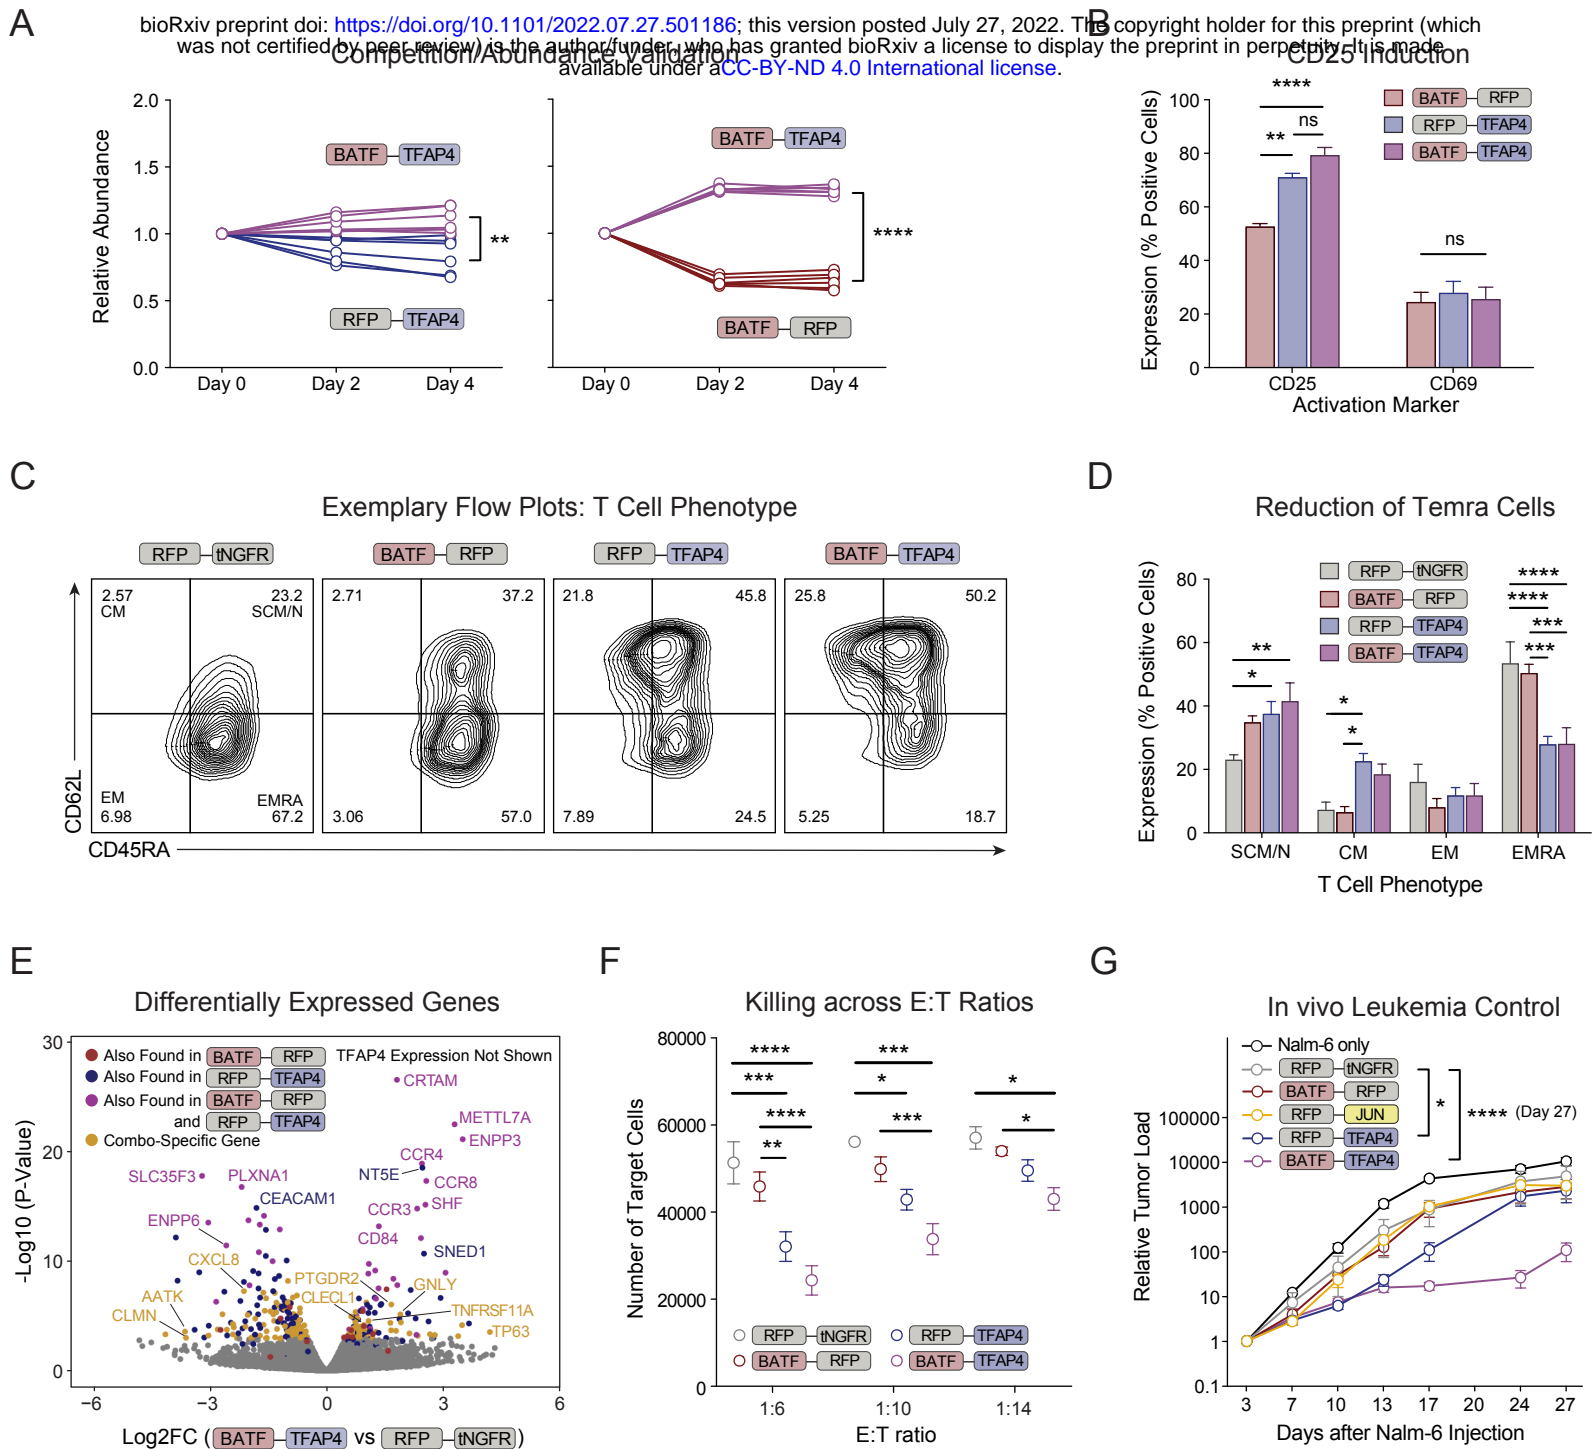 bioRxiv preprint doi: https://doi.org/10.1101/2022.07.27.501186; this version posted July 27, 2022. The copyright holder for this preprint (which
was not certified by peer review) is the author/funder, who has granted bioRxiv a license to display the preprint in perpetuity. It is made
available under aCC-BY-ND 4.0 International license.
A
Competition/Abundance Validation
Relative Abundance
2.0
1.5
1.0
0.5
0.0
BATF TFAP4
RFP TFAP4
**
Day 0 Day 2 Day 4
BATF TFAP4
BATF RFP
****
Day 0 Day 2 Day 4
B
CD25 Induction
Expression (% Positive Cells)
100
80
60
40
20
0
****
**
ns
ns
BATF RFP
RFP TFAP4
BATF TFAP4
CD25 CD69
Activation Marker
C
Exemplary Flow Plots: T Cell Phenotype
RFP tNGFR
BATF RFP
RFP TFAP4
BATF TFAP4
2.57 23.2
CM SCM/N
EM EMRA
6.98 67.2
2.71 37.2
3.06 57.0
21.8 45.8
7.89 24.5
25.8 50.2
5.25 18.7
CD62L
CD45RA
D
Reduction of Temra Cells
Expression (% Positive Cells)
80
60
40
20
0
RFP tNGFR
BATF RFP
RFP TFAP4
BATF TFAP4
**
*
*
*
****
****
***
***
SCM/N CM EM EMRA
T Cell Phenotype
E
Differentially Expressed Genes
-Log10 (P-Value)
30
20
10
0
Also Found in BATF RFP
Also Found in RFP TFAP4
Also Found in BATF RFP
and RFP TFAP4
Combo-Specific Gene
TFAP4 Expression Not Shown
CRTAM
METTL7A
ENPP3
CCR4
NT5E
CCR8
SLC35F3
PLXNA1
CEACAM1
CCR3
SHF
ENPP6
CD84
SNED1
CXCL8
PTGDR2
GNLY
AATK
CLECL1
TNFRSF11A
CLMN
TP63
−6 −3 0 3 6
Log2FC ( BATF TFAP4 vs RFP tNGFR )
F
Killing across E:T Ratios
Number of Target Cells
80000
60000
40000
20000
0
****
***
****
**
***
*
***
*
*
RFP tNGFR
BATF RFP
RFP TFAP4
BATF TFAP4
1:6 1:10 1:14
E:T ratio
G
In vivo Leukemia Control
Relative Tumor Load
100000
10000
1000
100
10
1
0.1
Nalm-6 only
RFP tNGFR
BATF RFP
RFP JUN
RFP TFAP4
BATF TFAP4
*
**** (Day 27)
3 7 10 13 17 20 24 27
Days after Nalm-6 Injection